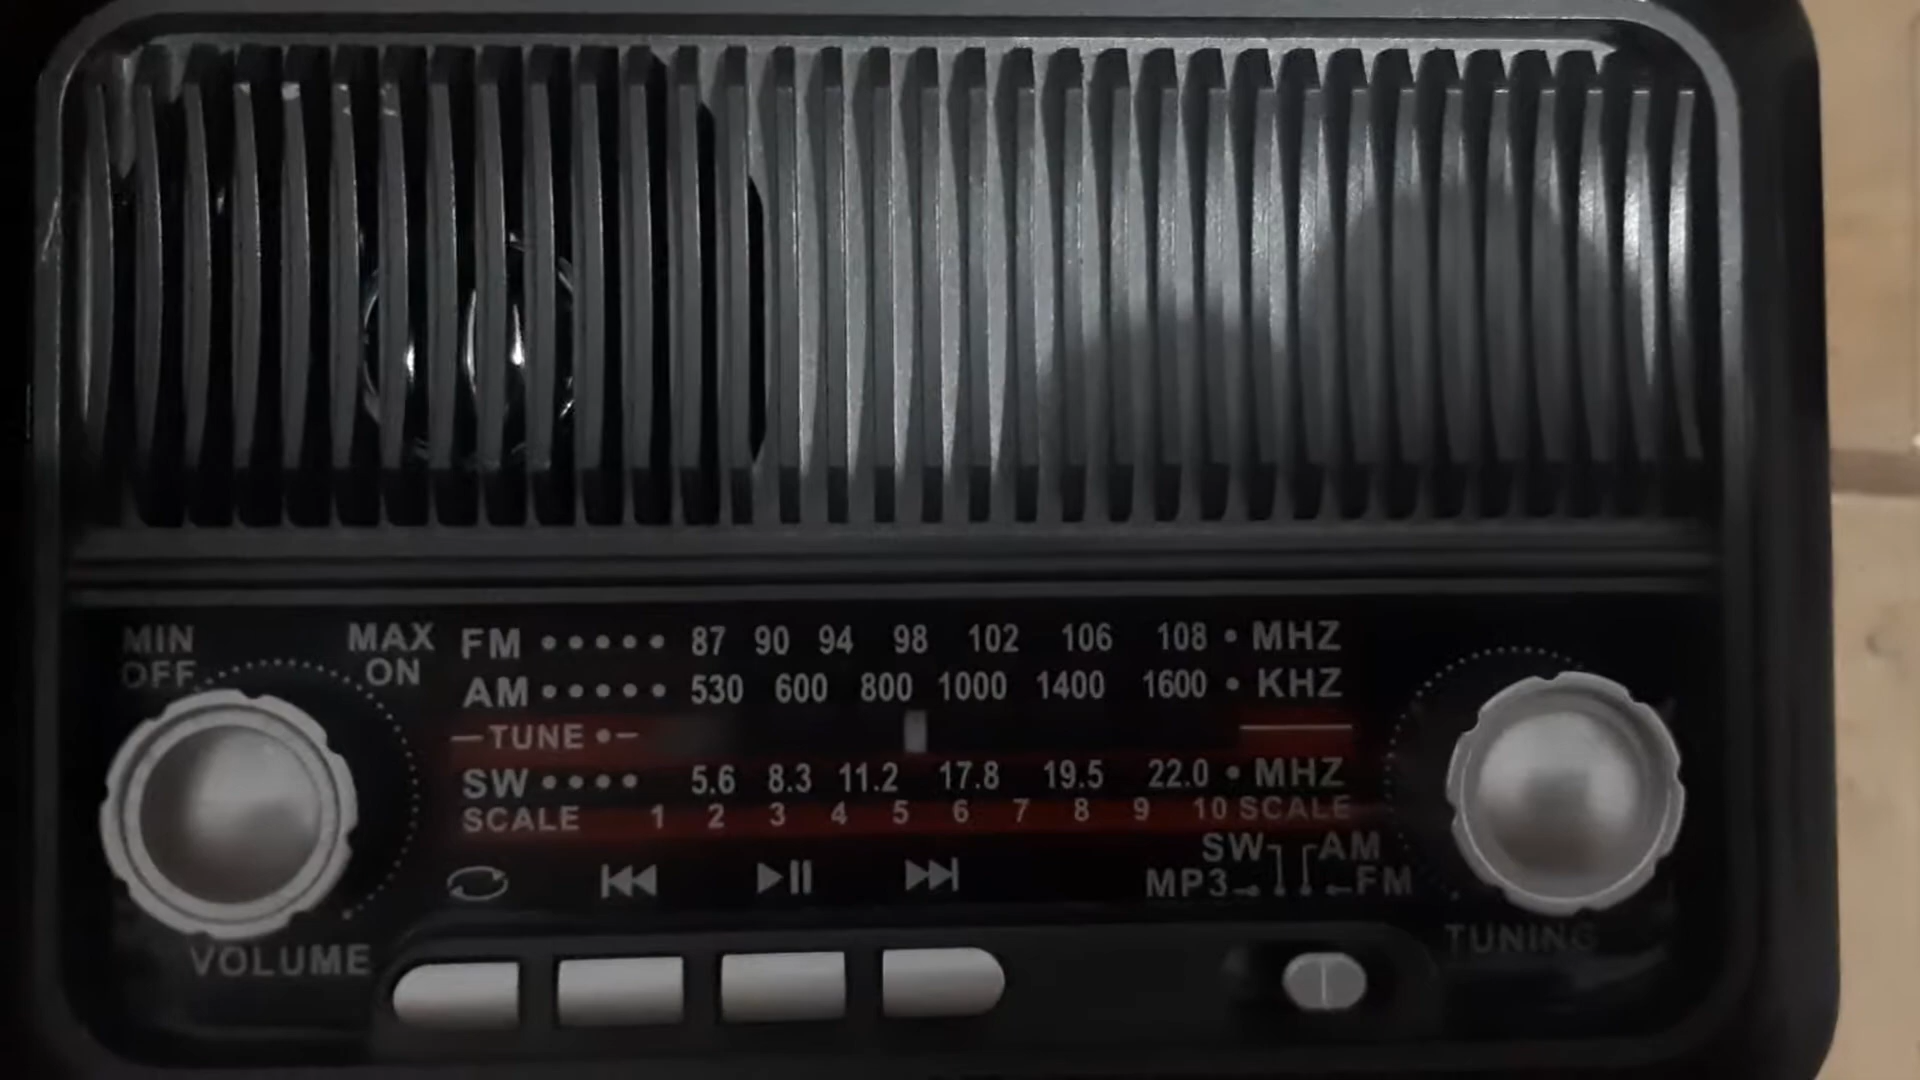 MIN MAX
OFF ON
FM 87 90 94 98 102 106 108 MHZ
AM 530 600 800 1000 1400 1600 KHZ
TUNE
SW 5.6 8.3 11.2 17.8 19.5 22.0 MHZ
SCALE 1 2 3 4 5 6 7 8 9 10 SCALE
SW AM
MP3 FM
VOLUME TUNING